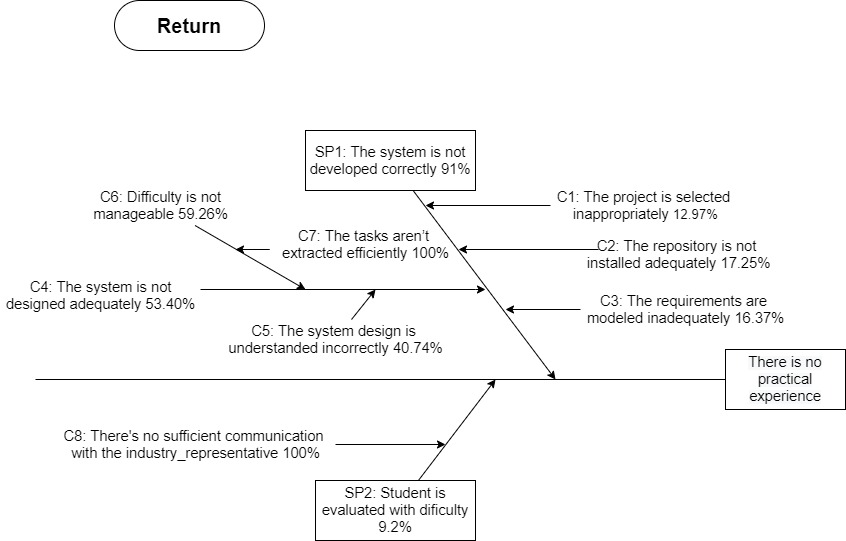 Return
SP1: The system is not
developed correctly 91%
C6: Difficulty is not
manageable 59.26%
C1: The project is selected
inappropriately 12.97%
C7: The tasks aren’t
extracted efficiently 100%
C2: The repository is not
installed adequately 17.25%
C4: The system is not
designed adequately 53.40%
C3: The requirements are
modeled inadequately 16.37%
C5: The system design is
understanded incorrectly 40.74%
There is no
practical
experience
C8: There's no sufficient communication
with the industry_representative 100%
SP2: Student is
evaluated with dificulty
9.2%